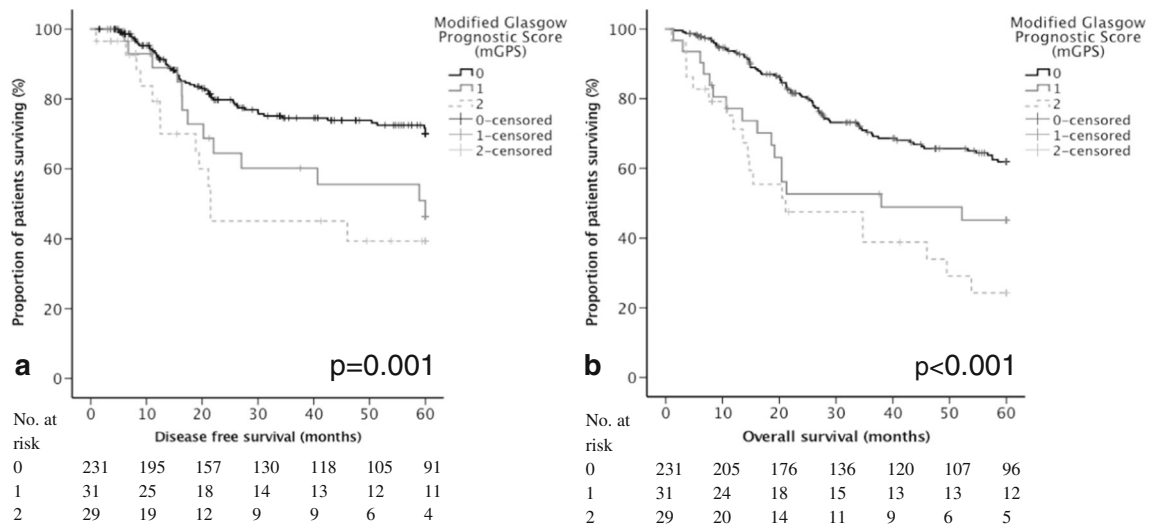 Modified Glasgow
Prognostic Score
(mGPS)
0
1
2
0-censored
1-censored
2-censored
Proportion of patients surviving (%)
100
80
60
40
20
0
a
p=0.001
0 10 20 30 40 50 60
Disease free survival (months)
No. at
risk
0 231 195 157 130 118 105 91
1 31 25 18 14 13 12 11
2 29 19 12 9 9 6 4
Modified Glasgow
Prognostic Score
(mGPS)
0
1
2
0-censored
1-censored
2-censored
Proportion of patients surviving (%)
100
80
60
40
20
0
b
p<0.001
0 10 20 30 40 50 60
Overall survival (months)
No. at
risk
0 231 205 176 136 120 107 96
1 31 24 18 15 13 13 12
2 29 20 14 11 9 6 5